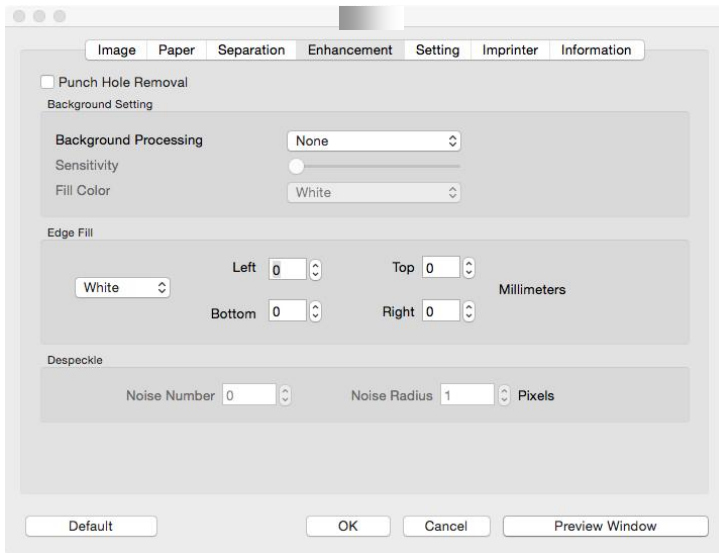 Image Paper Separation Enhancement Setting Imprinter Information
Punch Hole Removal
Background Setting
Background Processing None
Sensitivity
Fill Color White
Edge Fill
Left 0 Top 0
White Millimeters
Bottom 0 Right 0
Despeckle
Noise Number 0 Noise Radius 1 Pixels
Default OK Cancel Preview Window